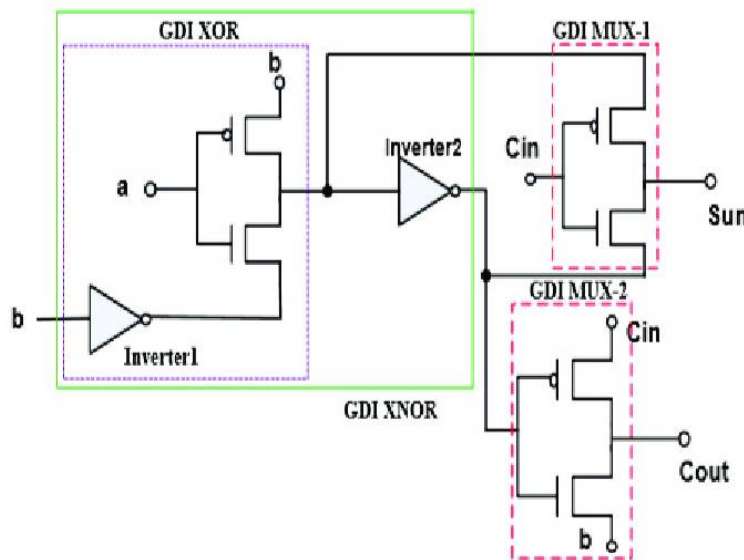 GDI XOR
GDI MUX-1
b
Inverter2
Cin
a
Sun
GDI MUX-2
b
Cin
Inverter1
GDI XNOR
Cout
b